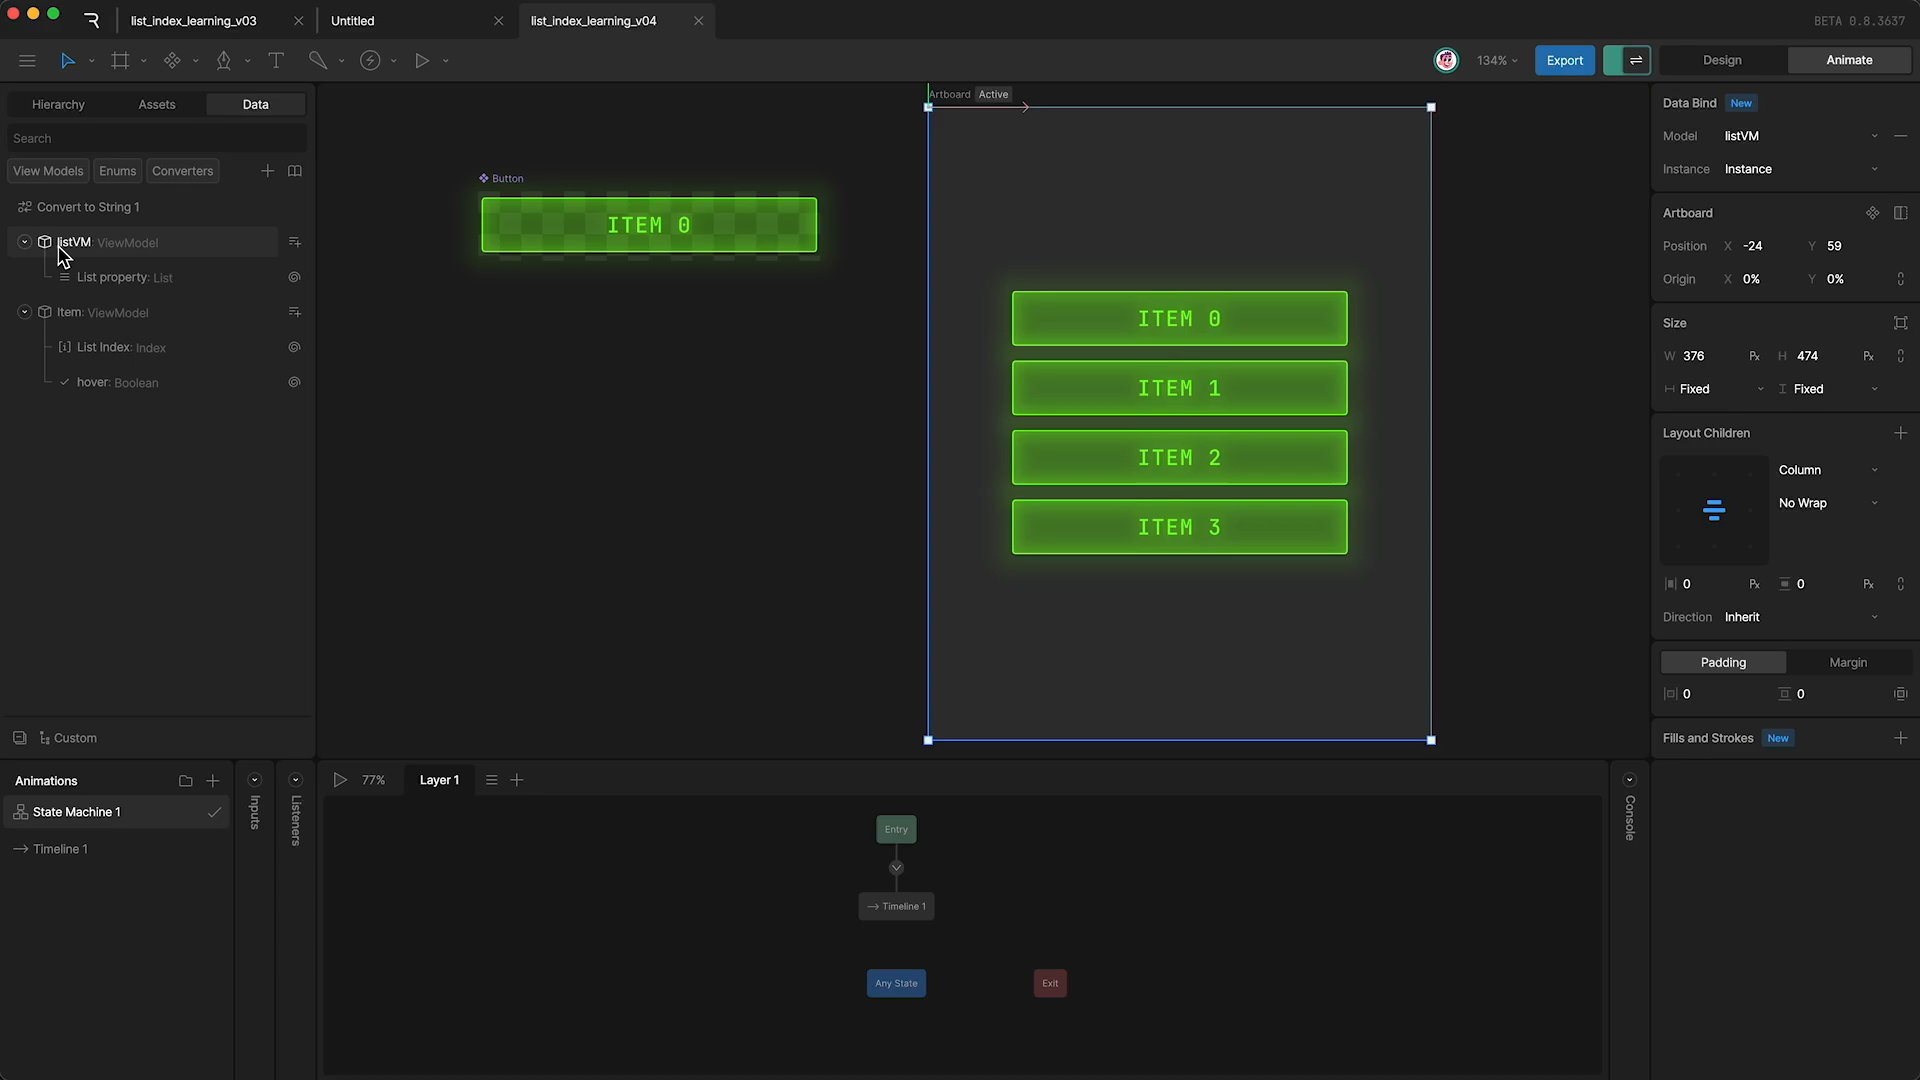 list_index_learning_v03
Untitled
list_index_learning_v04
BETA 0.8.3637
134%
Export
Design
Animate
Hierarchy
Assets
Data
Search
View Models
Enums
Converters
Convert to String 1
listVM: ViewModel
List property: List
Item: ViewModel
List Index: Index
hover: Boolean
Custom
Button
ITEM 0
Artboard Active
ITEM 0
ITEM 1
ITEM 2
ITEM 3
Data Bind New
Model listVM
Instance Instance
Artboard
Position X -24 Y 59
Origin X 0% Y 0%
Size
W 376 Px H 474 Px
Fixed Fixed
Layout Children
Column
No Wrap
0 Px 0 Px
Direction Inherit
Padding Margin
0 0
Fills and Strokes New
Animations
State Machine 1
Timeline 1
Inputs
Listeners
77%
Layer 1
Entry
Timeline 1
Any State
Exit
Console